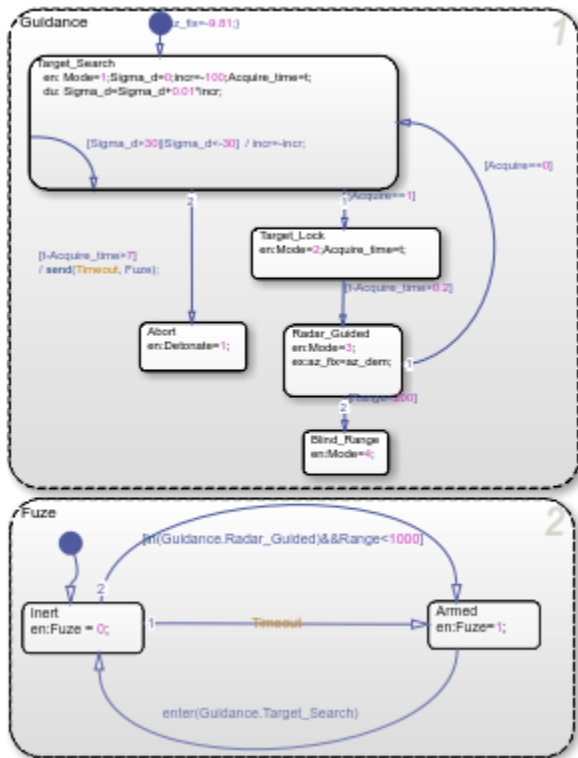 Guidance
1
z_fix=-9.81;}
Target_Search
en: Mode=1;Sigma_d=0;incr=-100;Acquire_time=t;
du: Sigma_d=Sigma_d+0.01*incr;
[Sigma_d>30||Sigma_d<-30] / incr=-incr;
[Acquire==0]
2
1
[Acquire==1]
[t-Acquire_time>7]
/ send(Timeout, Fuze);
Target_Lock
en:Mode=2;Acquire_time=t;
[t-Acquire_time>0.2]
Abort
en:Detonate=1;
Radar_Guided
en:Mode=3;
ex:az_fix=az_dem;
1
2
Blind_Range
en:Mode=4;
Fuze
2
[in(Guidance.Radar_Guided)&&Range<1000]
2
Inert
en:Fuze = 0;
1
Timeout
Armed
en:Fuze=1;
enter(Guidance.Target_Search)